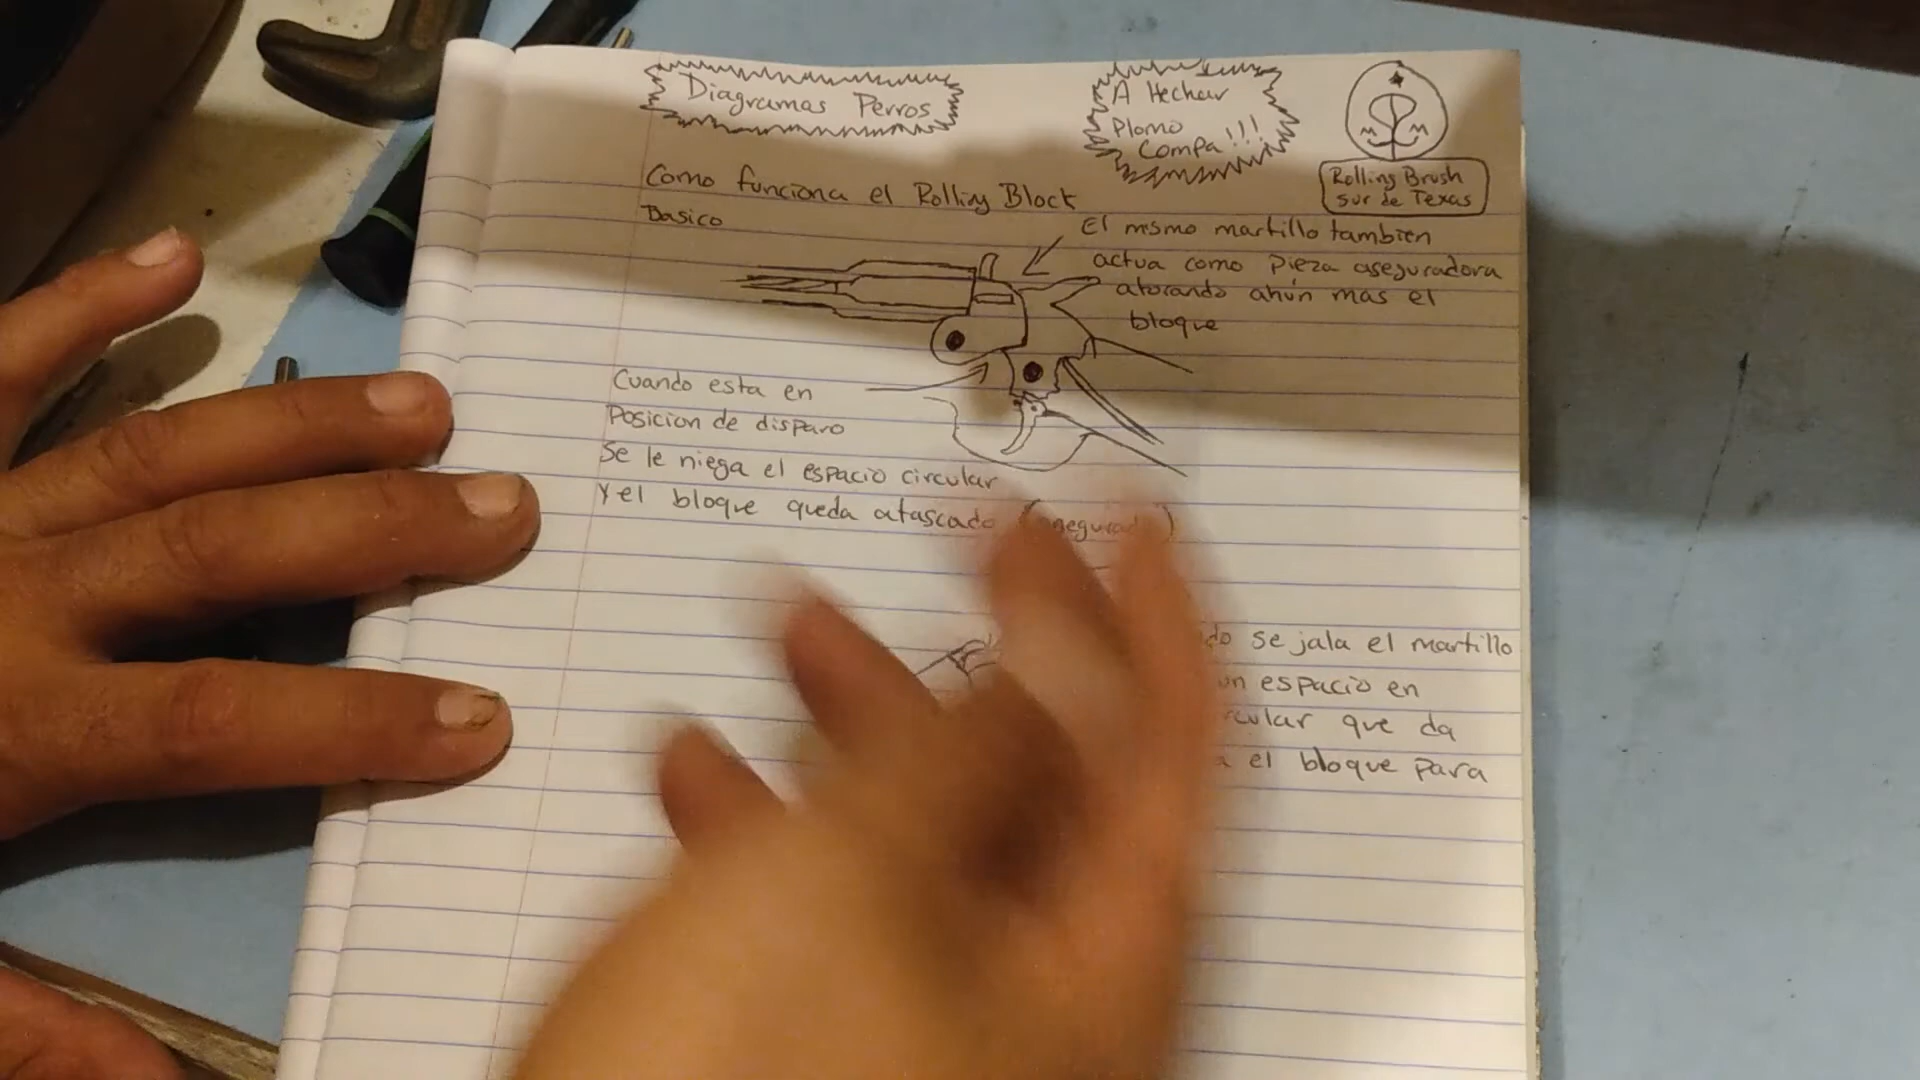 Diagramas Perros
A Hechar
Plomo
Compa!!!
Rolling Brush
Sur de Texas
Como funciona el Rolling Block
Basico
El mismo martillo tambien
actua como pieza aseguradora
atorando ahún mas el
bloque
Cuando esta en
Posicion de disparo
Se le niega el espacio circular
Y el bloque queda atascado
se jala el martillo
espacio en
que da
el bloque para